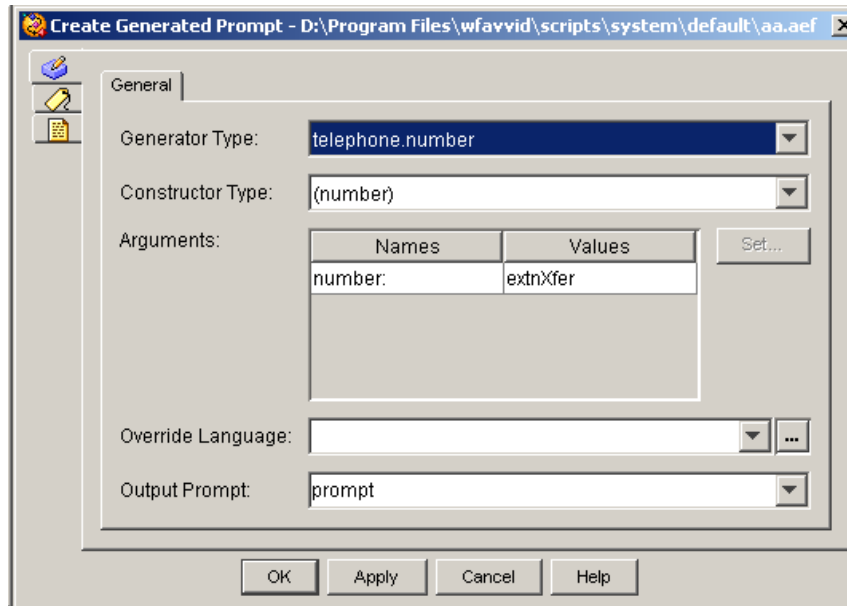 Create Generated Prompt - D:\Program Files\wfavvid\scripts\system\default\aa.aef
General
Generator Type: telephone.number
Constructor Type: (number)
Arguments: Names Values Set...
number: extnXfer
Override Language: ...
Output Prompt: prompt
OK Apply Cancel Help